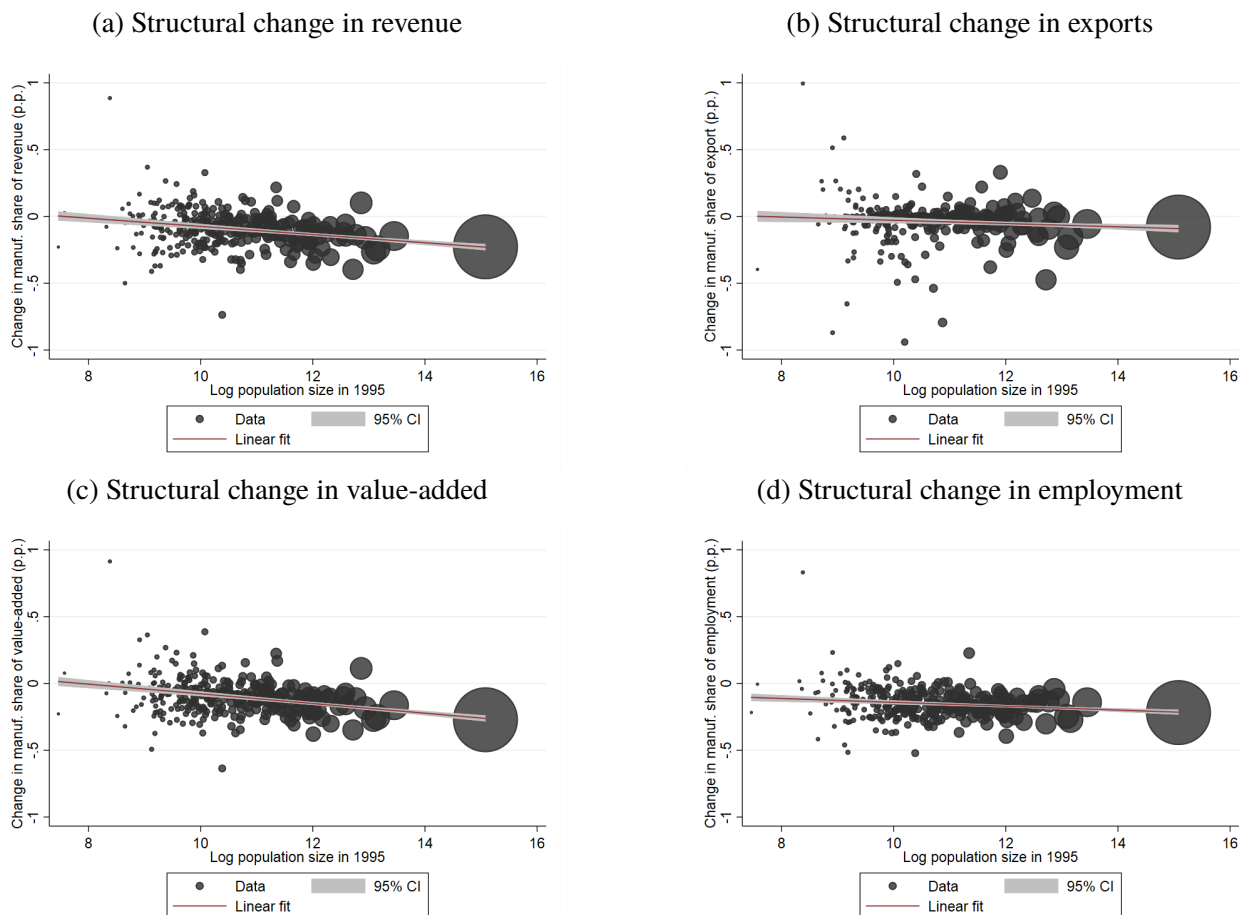 (a) Structural change in revenue
Change in manuf. share of revenue (p.p.)
1
.5
0
-.5
-1
8 10 12 14 16
Log population size in 1995
Data 95% CI
Linear fit
(b) Structural change in exports
Change in manuf. share of export (p.p.)
1
.5
0
-.5
-1
8 10 12 14 16
Log population size in 1995
Data 95% CI
Linear fit
(c) Structural change in value-added
Change in manuf. share of value-added (p.p.)
1
.5
0
-.5
-1
8 10 12 14 16
Log population size in 1995
Data 95% CI
Linear fit
(d) Structural change in employment
Change in manuf. share of employment (p.p.)
1
.5
0
-.5
-1
8 10 12 14 16
Log population size in 1995
Data 95% CI
Linear fit